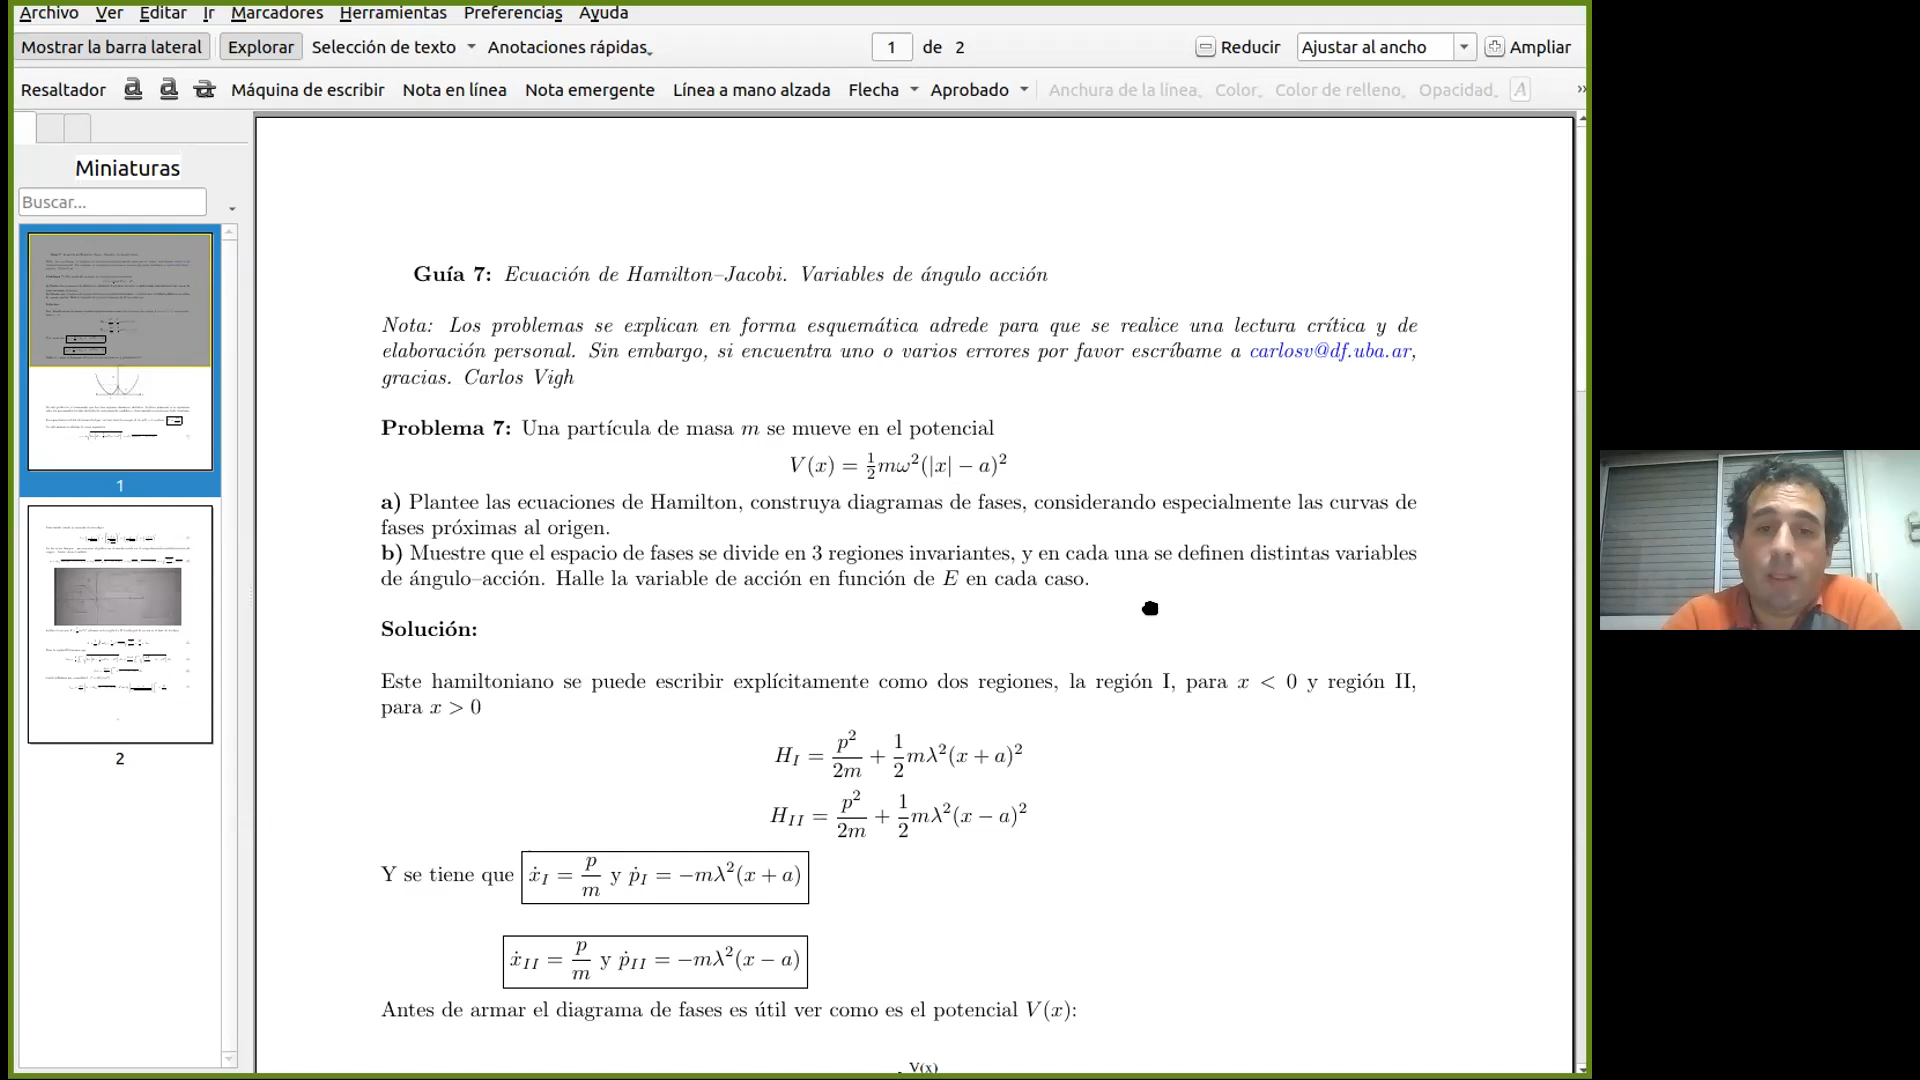 Archivo Ver Editar Ir Marcadores Herramientas Preferencias Ayuda
Mostrar la barra lateral Explorar Selección de texto Anotaciones rápidas 1 de 2 Reducir Ajustar al ancho Ampliar
Resaltador a a a Máquina de escribir Nota en línea Nota emergente Línea a mano alzada Flecha Aprobado Anchura de la línea Color Color de relleno Opacidad A »
Miniaturas
Buscar...
1
2
Guía 7: Ecuación de Hamilton–Jacobi. Variables de ángulo acción
Nota: Los problemas se explican en forma esquemática adrede para que se realice una lectura crítica y de
elaboración personal. Sin embargo, si encuentra uno o varios errores por favor escríbame a carlosv@df.uba.ar,
gracias. Carlos Vigh
Problema 7: Una partícula de masa m se mueve en el potencial
V(x) = 1/2 mω²(|x| − a)²
a) Plantee las ecuaciones de Hamilton, construya diagramas de fases, considerando especialmente las curvas de
fases próximas al origen.
b) Muestre que el espacio de fases se divide en 3 regiones invariantes, y en cada una se definen distintas variables
de ángulo–acción. Halle la variable de acción en función de E en cada caso.
Solución:
Este hamiltoniano se puede escribir explícitamente como dos regiones, la región I, para x < 0 y región II,
para x > 0
H_I = p²/2m + 1/2 mλ²(x + a)²
H_II = p²/2m + 1/2 mλ²(x − a)²
Y se tiene que ẋ_I = p/m y ṗ_I = −mλ²(x + a)
ẋ_II = p/m y ṗ_II = −mλ²(x − a)
Antes de armar el diagrama de fases es útil ver como es el potencial V(x):
V(x)